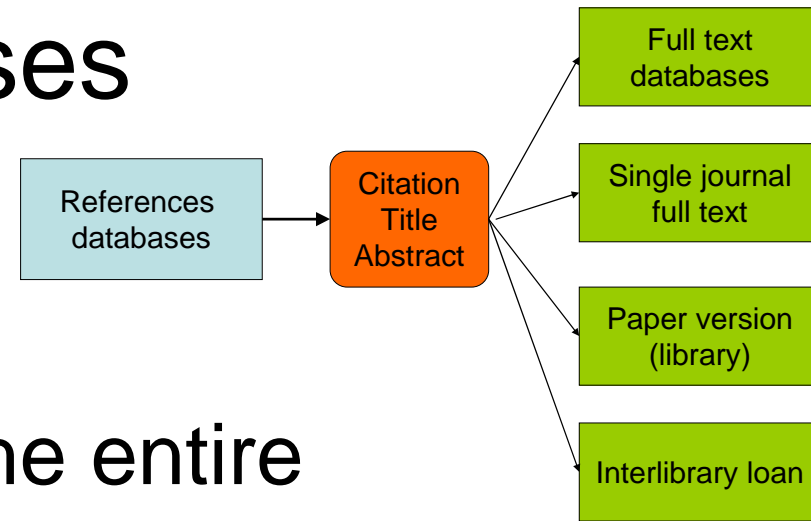 ses
References
databases
Citation
Title
Abstract
Full text
databases
Single journal
full text
Paper version
(library)
Interlibrary loan
ne entire